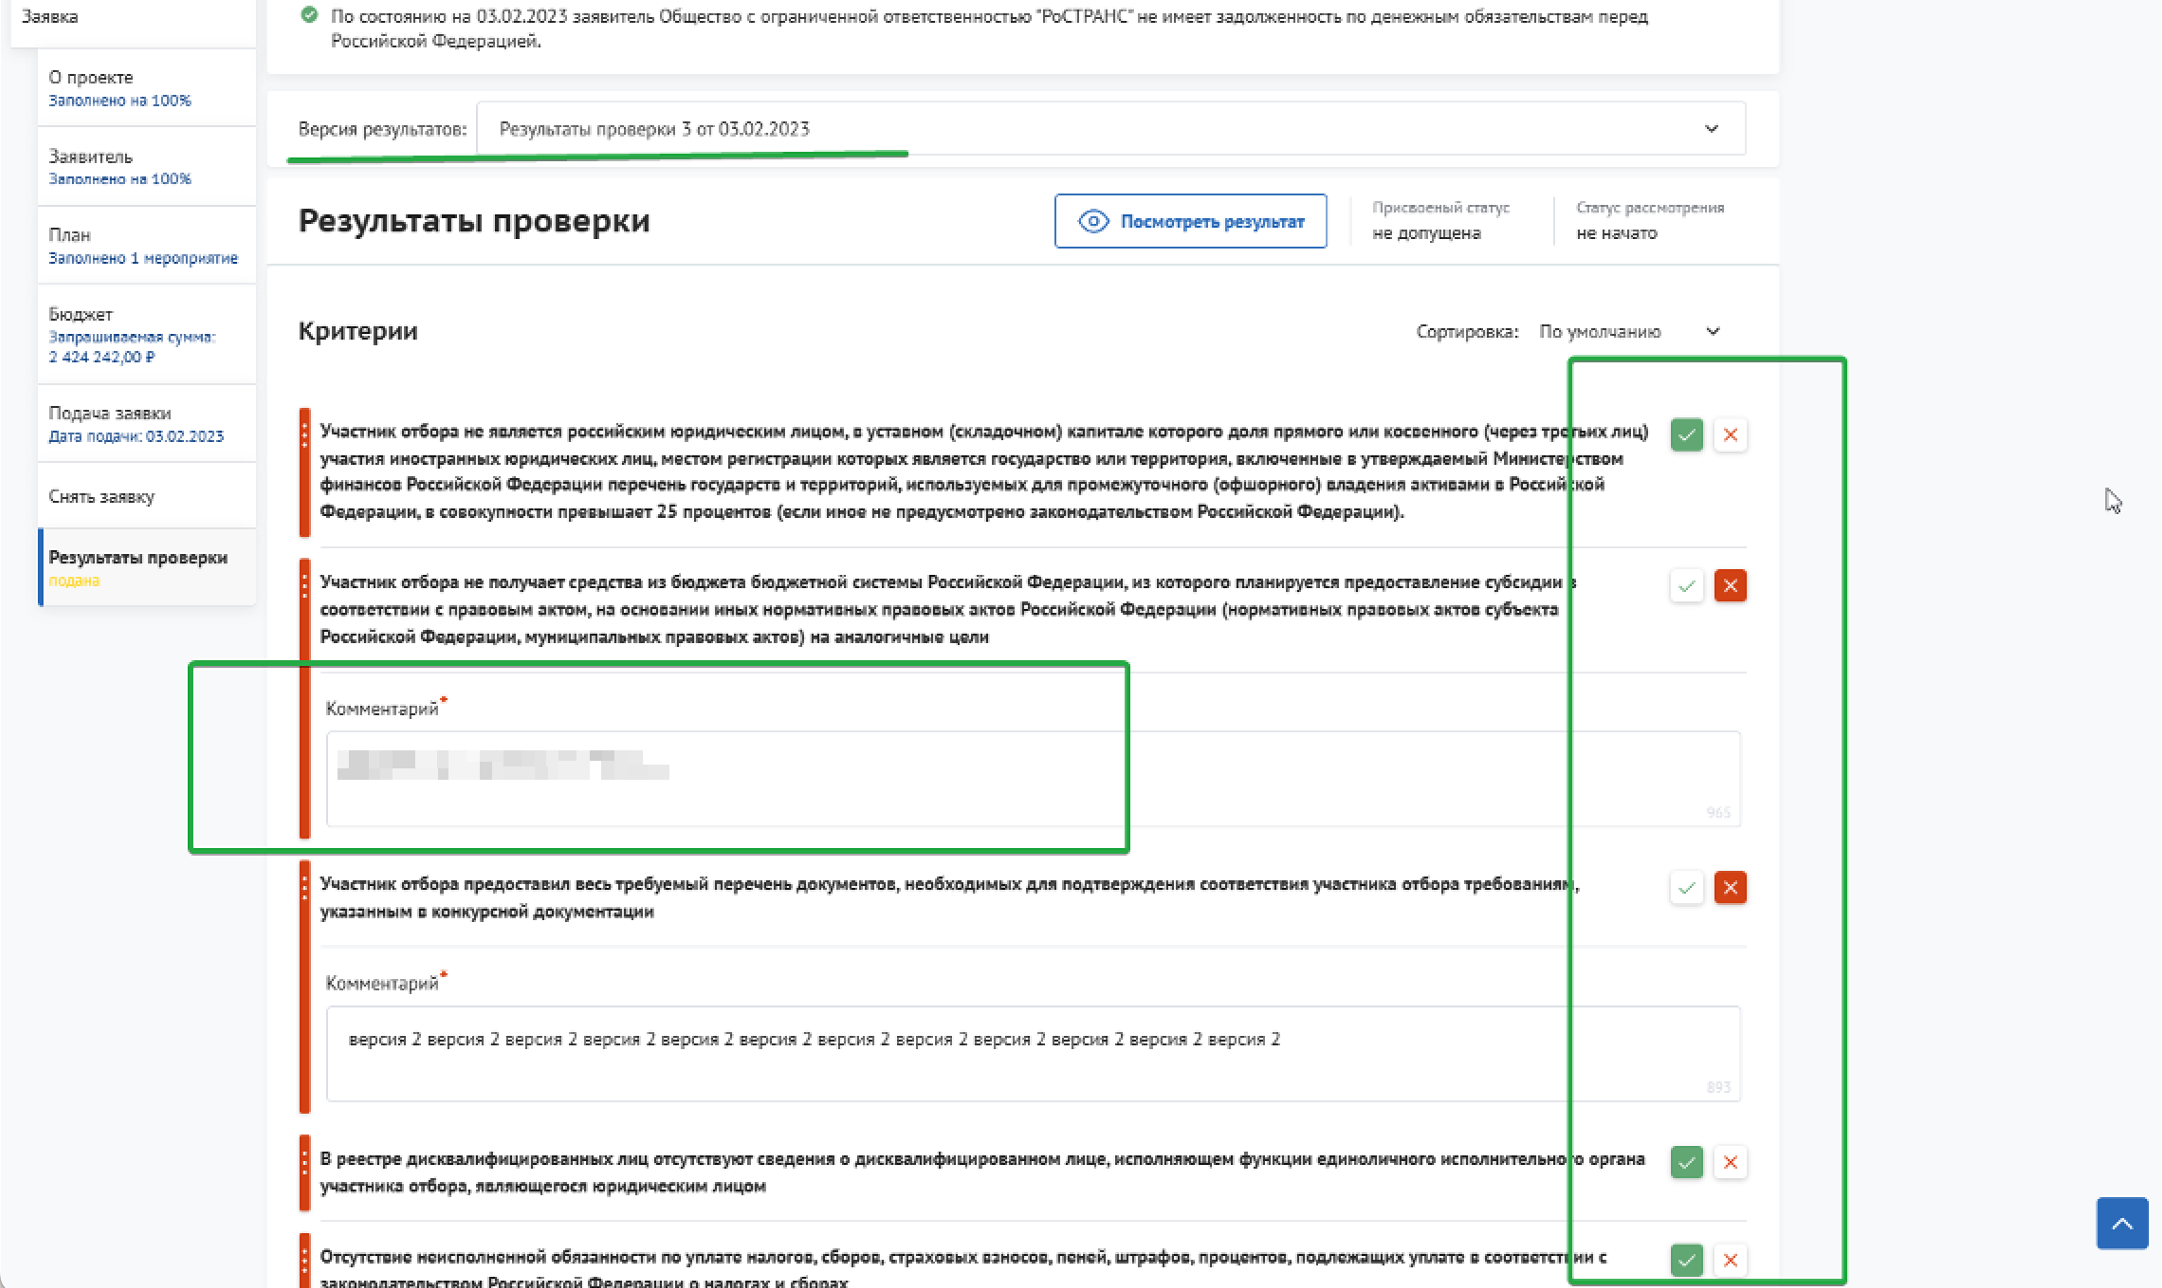 Заявка
О проекте
Заполнено на 100%
Заявитель
Заполнено на 100%
План
Заполнено 1 мероприятие
Бюджет
Запрашиваемая сумма:
2 424 242,00 ₽
Подача заявки
Дата подачи: 03.02.2023
Снять заявку
Результаты проверки
подана
По состоянию на 03.02.2023 заявитель Общество с ограниченной ответственностью "РоСТРАНС" не имеет задолженность по денежным обязательствам перед
Российской Федерацией.
Версия результатов: Результаты проверки 3 от 03.02.2023
Результаты проверки
Посмотреть результат
Присвоеный статус
не допущена
Статус рассмотрения
не начато
Критерии
Сортировка: По умолчанию
Участник отбора не является российским юридическим лицом, в уставном (складочном) капитале которого доля прямого или косвенного (через третьих лиц)
участия иностранных юридических лиц, местом регистрации которых является государство или территория, включенные в утверждаемый Министерством
финансов Российской Федерации перечень государств и территорий, используемых для промежуточного (офшорного) владения активами в Российской
Федерации, в совокупности превышает 25 процентов (если иное не предусмотрено законодательством Российской Федерации).
Участник отбора не получает средства из бюджета бюджетной системы Российской Федерации, из которого планируется предоставление субсидии в
соответствии с правовым актом, на основании иных нормативных правовых актов Российской Федерации (нормативных правовых актов субъекта
Российской Федерации, муниципальных правовых актов) на аналогичные цели
Комментарий*
965
Участник отбора предоставил весь требуемый перечень документов, необходимых для подтверждения соответствия участника отбора требованиям,
указанным в конкурсной документации
Комментарий*
версия 2 версия 2 версия 2 версия 2 версия 2 версия 2 версия 2 версия 2 версия 2 версия 2 версия 2 версия 2
893
В реестре дисквалифицированных лиц отсутствуют сведения о дисквалифицированном лице, исполняющем функции единоличного исполнительного органа
участника отбора, являющегося юридическим лицом
Отсутствие неисполненной обязанности по уплате налогов, сборов, страховых взносов, пеней, штрафов, процентов, подлежащих уплате в соответствии с
законодательством Российской Федерации о налогах и сборах